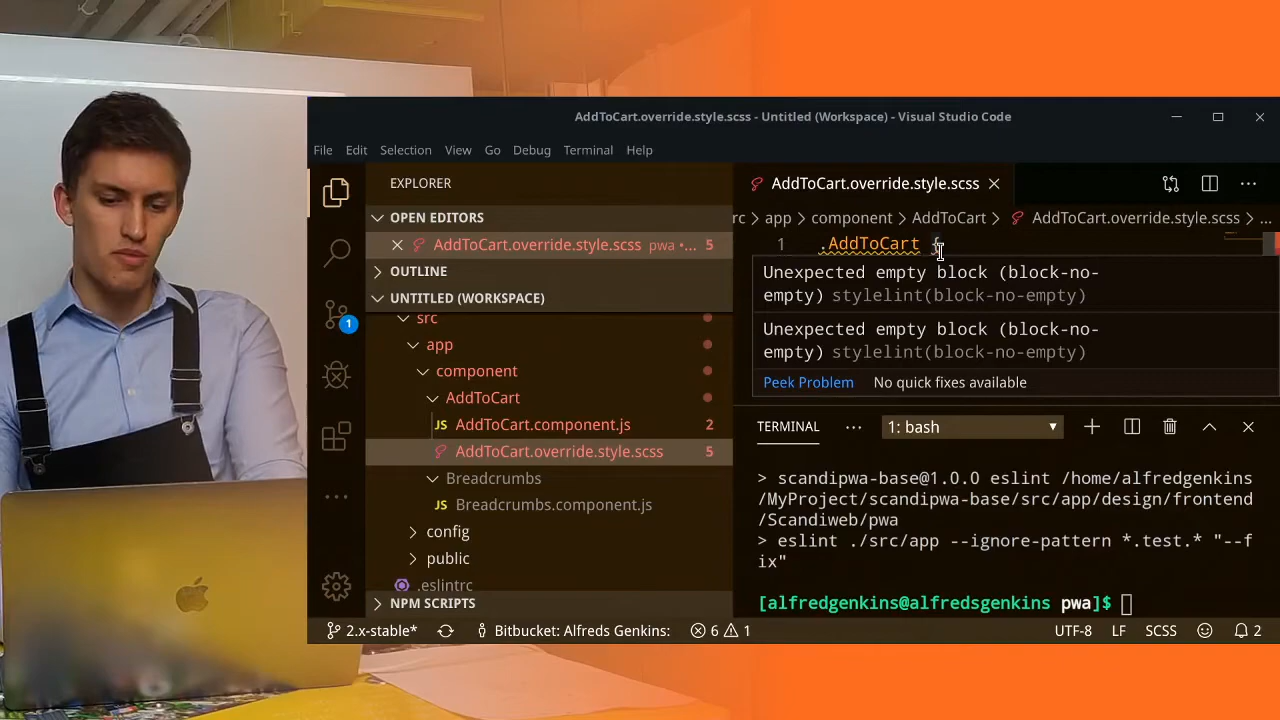 AddToCart.override.style.scss - Untitled (Workspace) - Visual Studio Code
File Edit Selection View Go Debug Terminal Help
EXPLORER
OPEN EDITORS
AddToCart.override.style.scss pwa •... 5
OUTLINE
UNTITLED (WORKSPACE)
src
app
component
AddToCart
JS AddToCart.component.js 2
AddToCart.override.style.scss 5
Breadcrumbs
JS Breadcrumbs.component.js
config
public
.eslintrc
NPM SCRIPTS
1
AddToCart.override.style.scss
rc > app > component > AddToCart > AddToCart.override.style.scss > ...
1 .AddToCart {
Unexpected empty block (block-no-
empty) stylelint(block-no-empty)
Unexpected empty block (block-no-
empty) stylelint(block-no-empty)
Peek Problem No quick fixes available
TERMINAL ... 1: bash
> scandipwa-base@1.0.0 eslint /home/alfredgenkins
/MyProject/scandipwa-base/src/app/design/frontend
/Scandiweb/pwa
> eslint ./src/app --ignore-pattern *.test.* "--f
ix"
[alfredgenkins@alfredsgenkins pwa]$
2.x-stable* Bitbucket: Alfreds Genkins: 6 1 UTF-8 LF SCSS 2